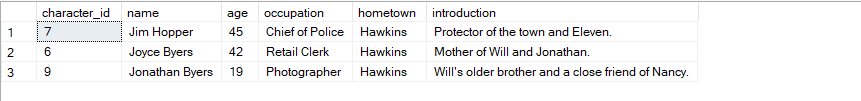 character_id name age occupation hometown introduction
1 7 Jim Hopper 45 Chief of Police Hawkins Protector of the town and Eleven.
2 6 Joyce Byers 42 Retail Clerk Hawkins Mother of Will and Jonathan.
3 9 Jonathan Byers 19 Photographer Hawkins Will's older brother and a close friend of Nancy.